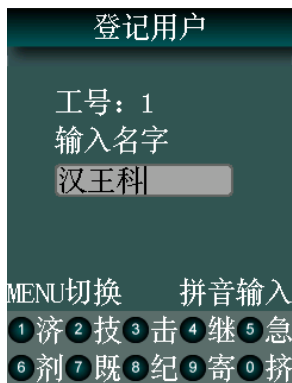 登记用户
工号：1
输入名字
汉王科
MENU切换 拼音输入
1济2技3击4继5急
6剂7既8纪9寄0挤